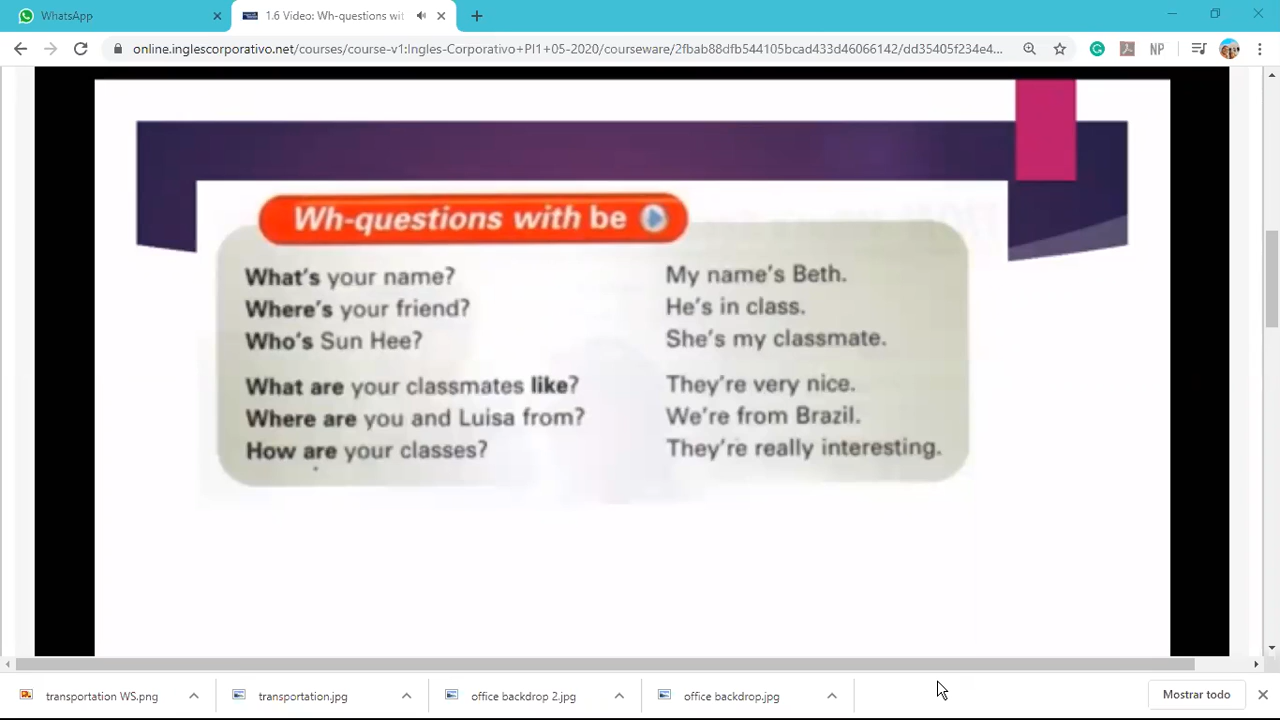 WhatsApp
1.6 Video: Wh-questions wit
online.inglescorporativo.net/courses/course-v1:Ingles-Corporativo+PI1+05-2020/courseware/2fbab88dfb544105bcad433d46066142/dd35405f234e4...
NP
Wh-questions with be
What's your name? My name's Beth.
Where's your friend? He's in class.
Who's Sun Hee? She's my classmate.
What are your classmates like? They're very nice.
Where are you and Luisa from? We're from Brazil.
How are your classes? They're really interesting.
transportation WS.png
transportation.jpg
office backdrop 2.jpg
office backdrop.jpg
Mostrar todo